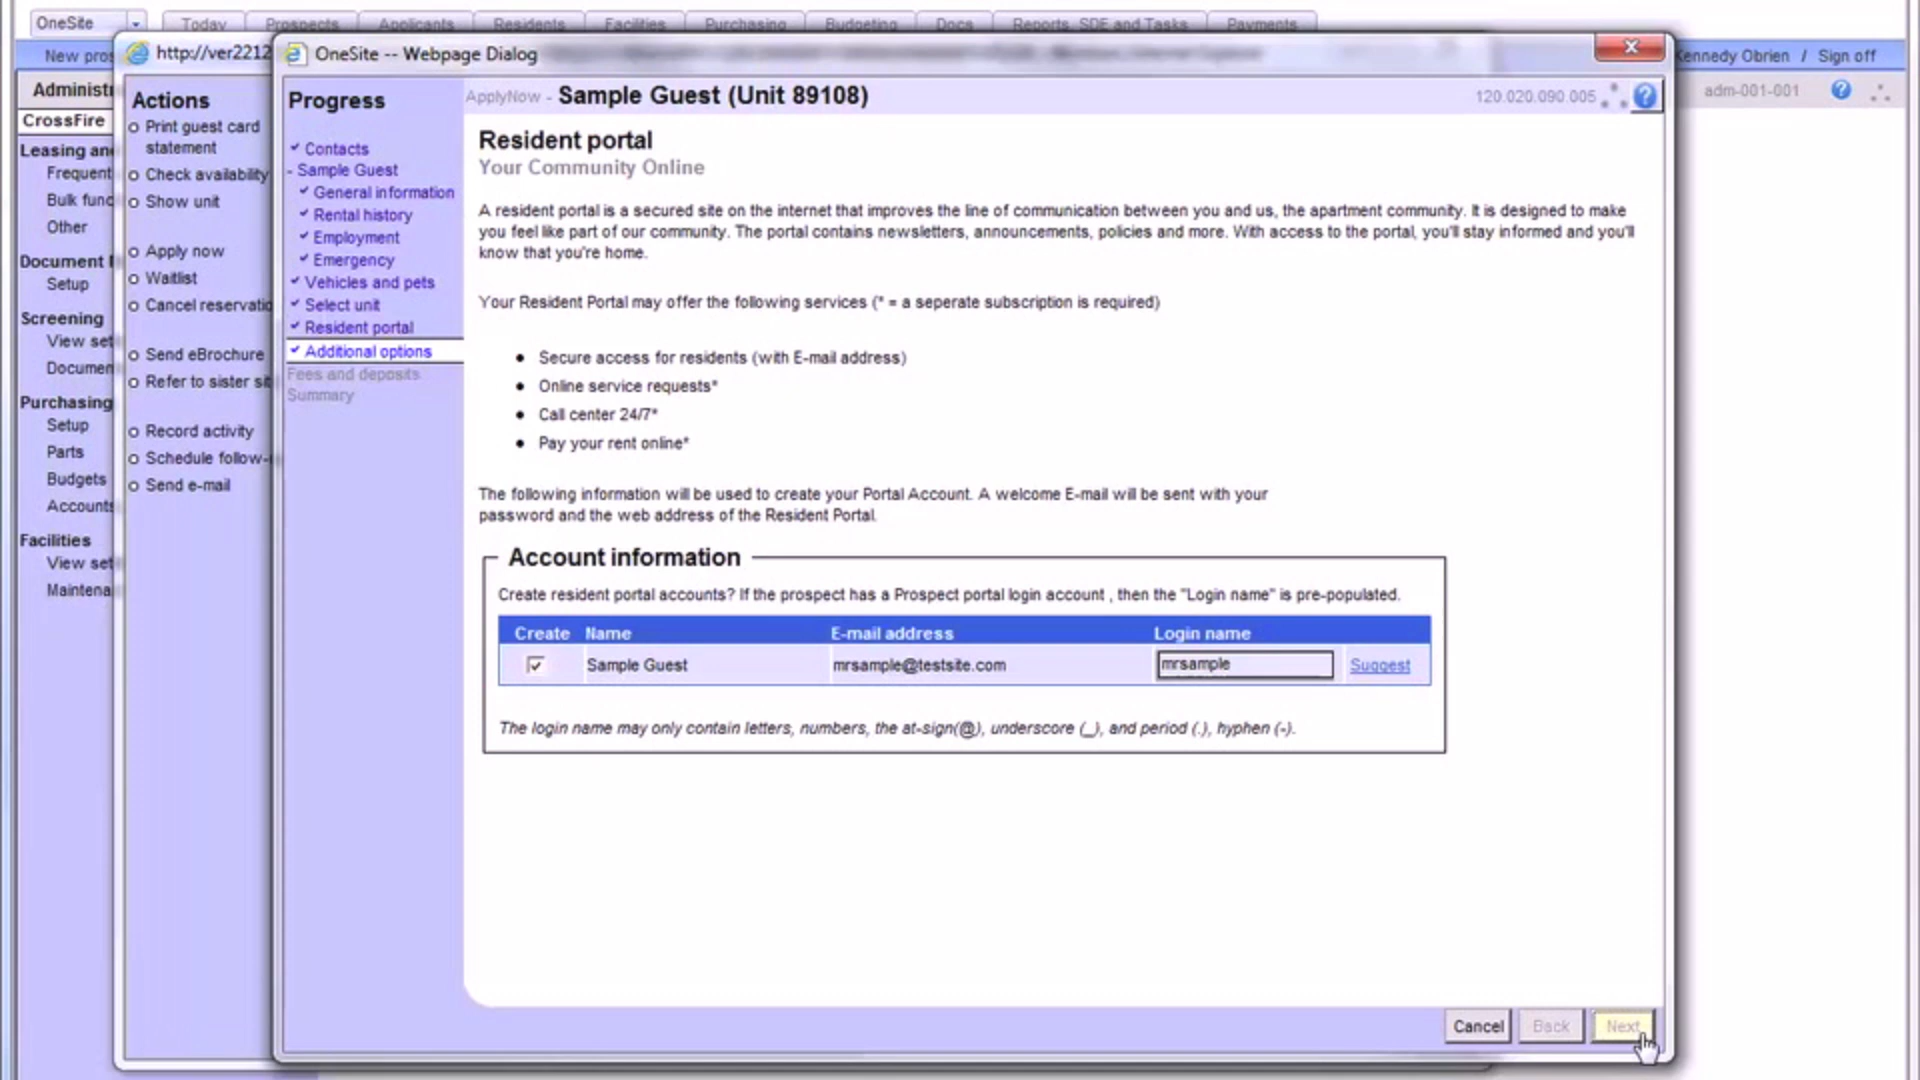 OneSite
Today
Prospects
Applicants
Residents
Facilities
Purchasing
Budgeting
Docs
Reports, SDE and Tasks
Payments
New pros
Kennedy Obrien / Sign off
adm-001-001
Administ
CrossFire
Leasing an
Frequent
Bulk func
Other
Document
Setup
Screening
View set
Documen
Purchasing
Setup
Parts
Budgets
Accounts
Facilities
View set
Maintena
http://ver2212
Actions
Print guest card
statement
Check availability
Show unit
Apply now
Waitlist
Cancel reservatio
Send eBrochure
Refer to sister sit
Record activity
Schedule follow-
Send e-mail
OneSite -- Webpage Dialog
Progress
Contacts
- Sample Guest
General information
Rental history
Employment
Emergency
Vehicles and pets
Select unit
Resident portal
Additional options
Fees and deposits
Summary
ApplyNow - Sample Guest (Unit 89108)
120.020.090.005
Resident portal
Your Community Online
A resident portal is a secured site on the internet that improves the line of communication between you and us, the apartment community. It is designed to make
you feel like part of our community. The portal contains newsletters, announcements, policies and more. With access to the portal, you'll stay informed and you'll
know that you're home.
Your Resident Portal may offer the following services (* = a seperate subscription is required)
• Secure access for residents (with E-mail address)
• Online service requests*
• Call center 24/7*
• Pay your rent online*
The following information will be used to create your Portal Account. A welcome E-mail will be sent with your
password and the web address of the Resident Portal.
Account information
Create resident portal accounts? If the prospect has a Prospect portal login account , then the "Login name" is pre-populated.
Create Name E-mail address Login name
Sample Guest mrsample@testsite.com mrsample Suggest
The login name may only contain letters, numbers, the at-sign(@), underscore (_), and period (.), hyphen (-).
Cancel Back Next